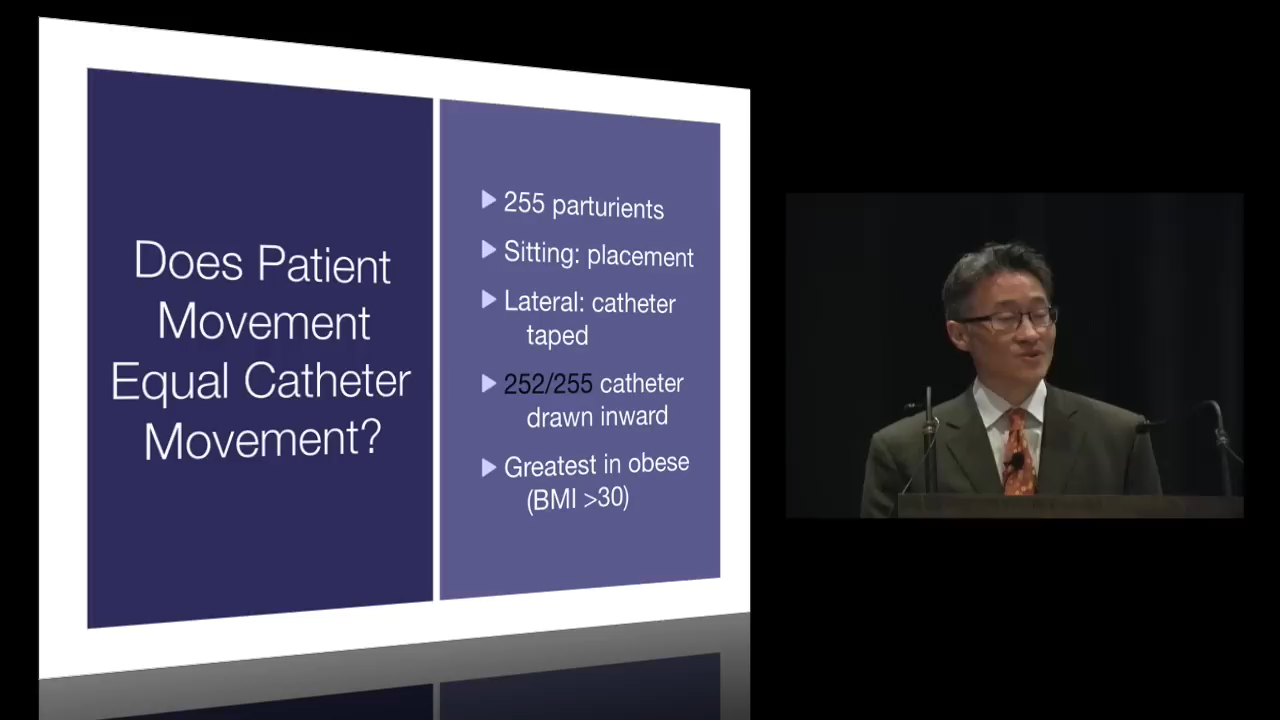 Does Patient
Movement
Equal Catheter
Movement?
255 parturients
Sitting: placement
Lateral: catheter
taped
252/255 catheter
drawn inward
Greatest in obese
(BMI >30)